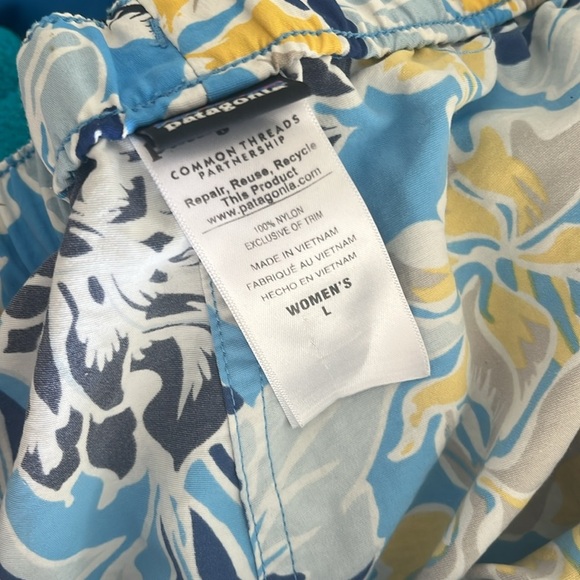 patagonia
COMMON THREADS
PARTNERSHIP
Repair, Reuse, Recycle
This Product
www.patagonia.com
100% NYLON
EXCLUSIVE OF TRIM
MADE IN VIETNAM
FABRIQUÉ AU VIETNAM
HECHO EN VIETNAM
WOMEN'S
L